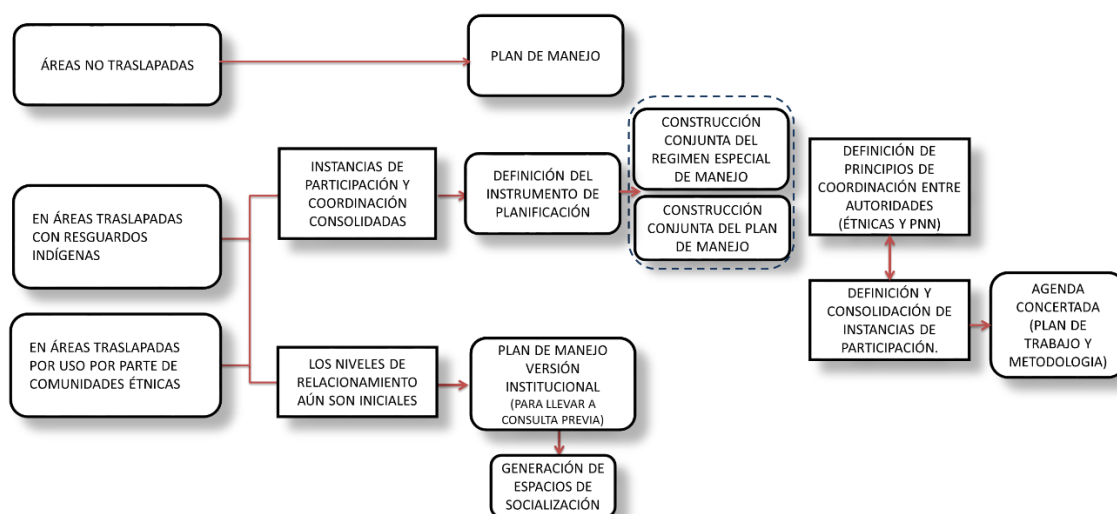 ÁREAS NO TRASLAPADAS
PLAN DE MANEJO
EN ÁREAS TRASLAPADAS
CON RESGUARDOS
INDÍGENAS
EN ÁREAS TRASLAPADAS
POR USO POR PARTE DE
COMUNIDADES ÉTNICAS
INSTANCIAS DE
PARTICIPACIÓN Y
COORDINACIÓN
CONSOLIDADAS
DEFINICIÓN DEL
INSTRUMENTO DE
PLANIFICACIÓN
CONSTRUCCIÓN
CONJUNTA DEL
REGIMEN ESPECIAL
DE MANEJO
CONSTRUCCIÓN
CONJUNTA DEL PLAN
DE MANEJO
DEFINICIÓN DE
PRINCIPIOS DE
COORDINACIÓN ENTRE
AUTORIDADES
(ÉTNICAS Y PNN)
DEFINICIÓN Y
CONSOLIDACIÓN DE
INSTANCIAS DE
PARTICIPACIÓN.
AGENDA
CONCERTADA
(PLAN DE
TRABAJO Y
METODOLOGIA)
LOS NIVELES DE
RELACIONAMIENTO
AÚN SON INICIALES
PLAN DE MANEJO
VERSIÓN
INSTITUCIONAL
(PARA LLEVAR A
CONSULTA PREVIA)
GENERACIÓN DE
ESPACIOS DE
SOCIALIZACIÓN